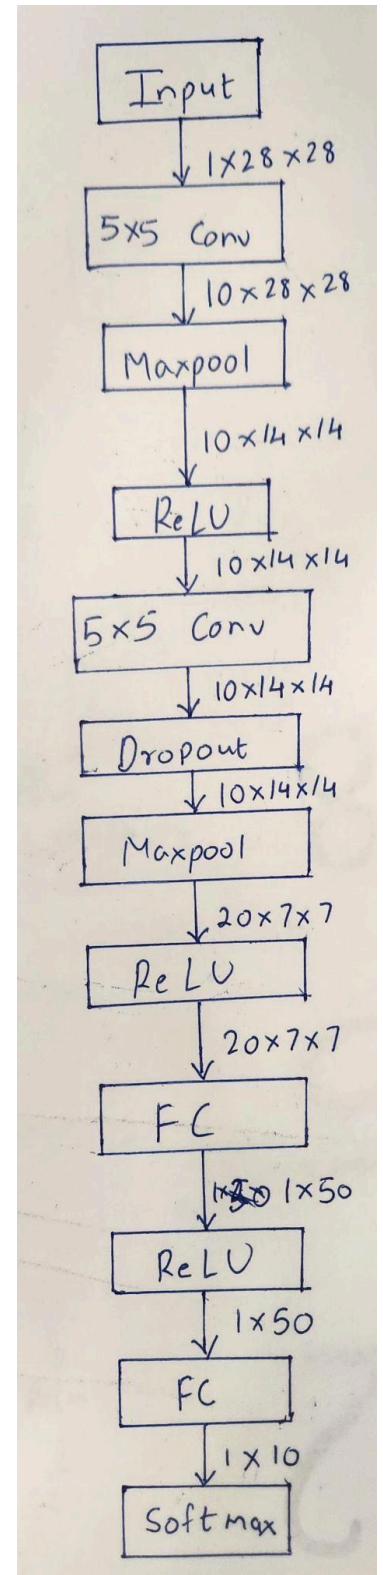 Input
1×28×28
5×5 Conv
10×28×28
Maxpool
10×14×14
ReLU
10×14×14
5×5 Conv
10×14×14
Dropout
10×14×14
Maxpool
20×7×7
ReLU
20×7×7
FC
1×50
ReLU
1×50
FC
1×10
Softmax